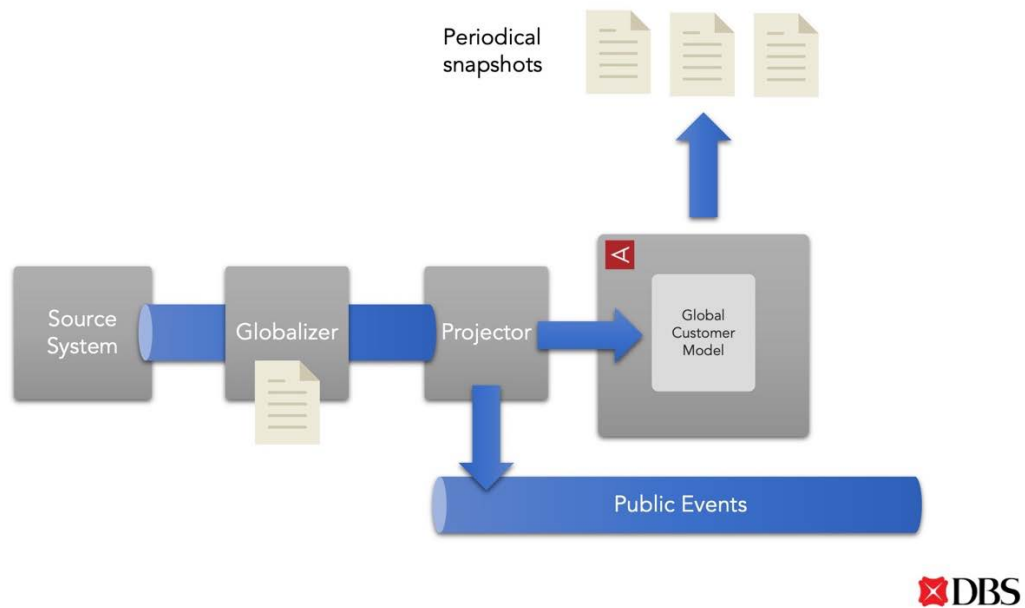 Periodical
snapshots
Source
System
Globalizer
Projector
Global
Customer
Model
Public Events
DBS